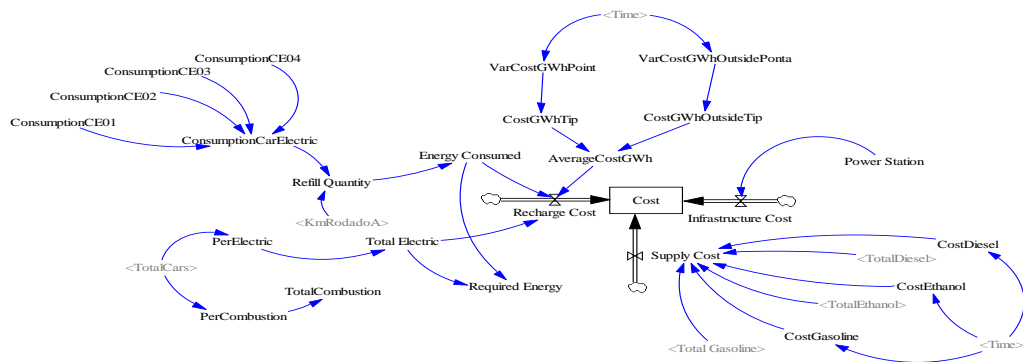 <Time>
ConsumptionCE04
VarCostGWhPoint
VarCostGWhOutsidePonta
ConsumptionCE03
ConsumptionCE02
ConsumptionCE01
CostGWhTip
CostGWhOutsideTip
ConsumptionCarElectric
Energy Consumed
AverageCostGWh
Power Station
Refill Quantity
Cost
Recharge Cost
Infrastructure Cost
<KmRodadoA>
PerElectric
Total Electric
CostDiesel
Supply Cost
<TotalDiesel>
<TotalCars>
TotalCombustion
Required Energy
CostEthanol
<TotalEthanol>
PerCombustion
CostGasoline
<Total Gasoline>
<Time>